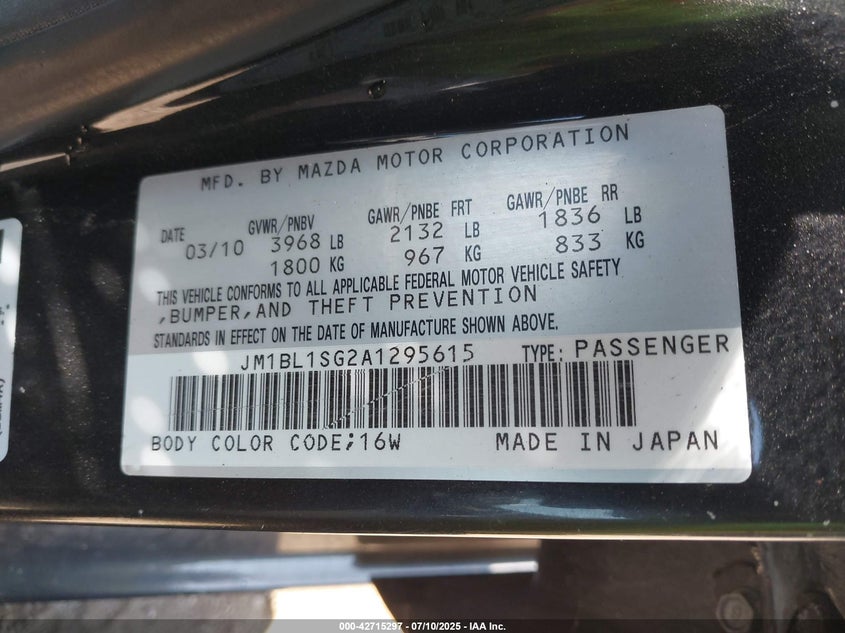 MFD. BY MAZDA MOTOR CORPORATION
DATE GVWR/PNBV GAWR/PNBE FRT GAWR/PNBE RR
03/10 3968 LB 2132 LB 1836 LB
1800 KG 967 KG 833 KG
THIS VEHICLE CONFORMS TO ALL APPLICABLE FEDERAL MOTOR VEHICLE SAFETY
,BUMPER,AND THEFT PREVENTION
STANDARDS IN EFFECT ON THE DATE OF MANUFACTURE SHOWN ABOVE.
JM1BL1SG2A1295615 TYPE: PASSENGER
BODY COLOR CODE;16W MADE IN JAPAN
000-42715297 - 07/10/2025 - IAA Inc.